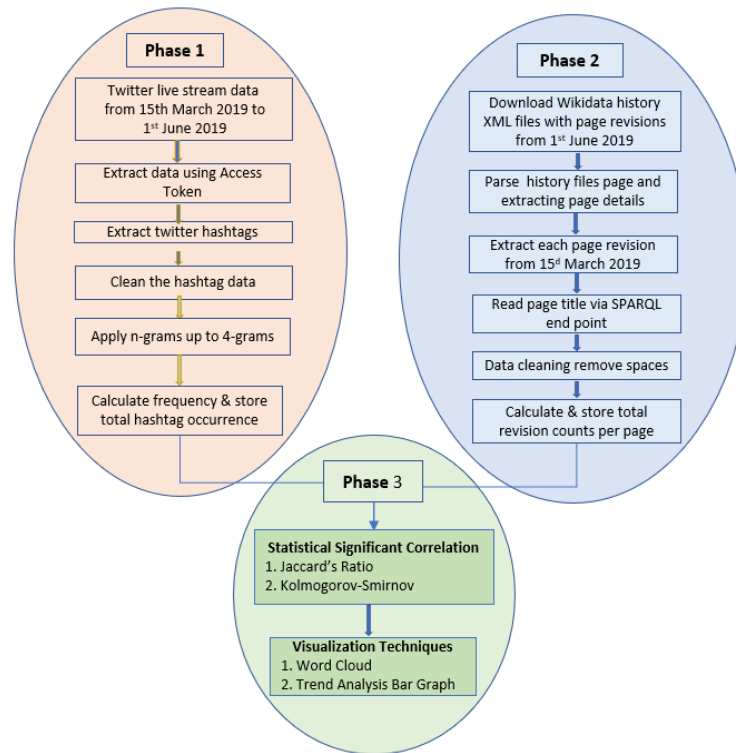 Phase 1
Twitter live stream data
from 15th March 2019 to
1st June 2019
Extract data using Access
Token
Extract twitter hashtags
Clean the hashtag data
Apply n-grams up to 4-grams
Calculate frequency & store
total hashtag occurrence
Phase 2
Download Wikidata history
XML files with page revisions
from 1st June 2019
Parse history files page and
extracting page details
Extract each page revision
from 15d March 2019
Read page title via SPARQL
end point
Data cleaning remove spaces
Calculate & store total
revision counts per page
Phase 3
Statistical Significant Correlation
1. Jaccard's Ratio
2. Kolmogorov-Smirnov
Visualization Techniques
1. Word Cloud
2. Trend Analysis Bar Graph